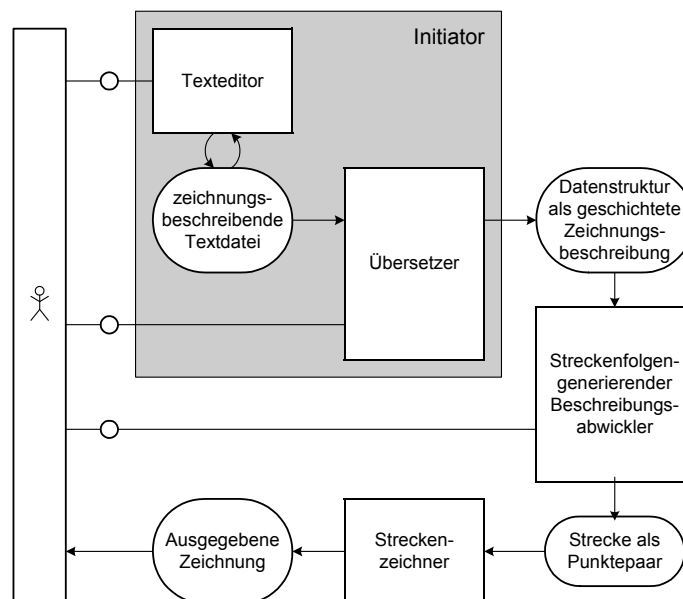 Initiator
Texteditor
zeichnungs-
beschreibende
Textdatei
Übersetzer
Datenstruktur
als geschichtete
Zeichnungs-
beschreibung
Streckenfolgen-
generierender
Beschreibungs-
abwickler
Ausgegebene
Zeichnung
Strecken-
zeichner
Strecke als
Punktepaar